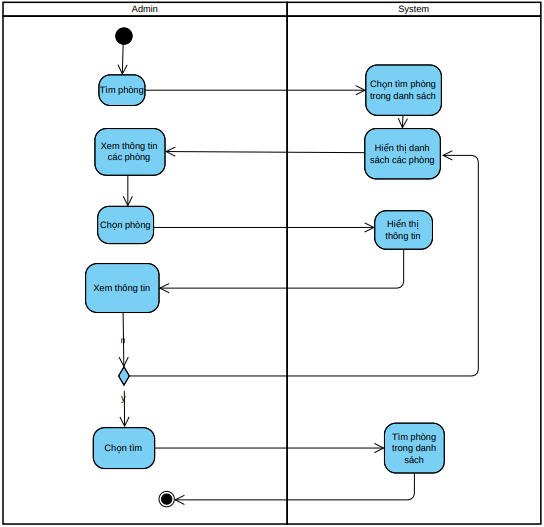 Admin
System
Tìm phòng
Chọn tìm phòng
trong danh sách
Xem thông tin
các phòng
Hiển thị danh
sách các phòng
Chọn phòng
Hiển thị
thông tin
Xem thông tin
n
y
Chọn tìm
Tìm phòng
trong danh
sách